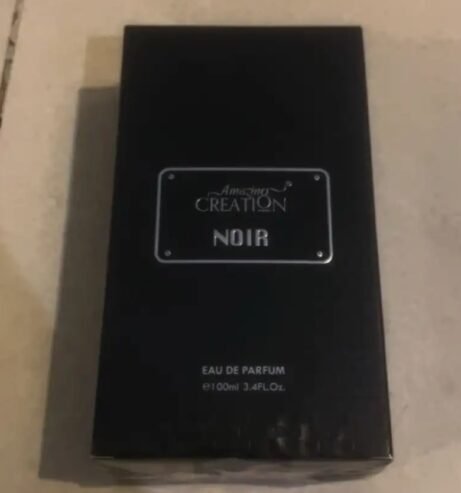 Amazing
CREATION
NOIR
EAU DE PARFUM
℮100ml 3.4FL.Oz.